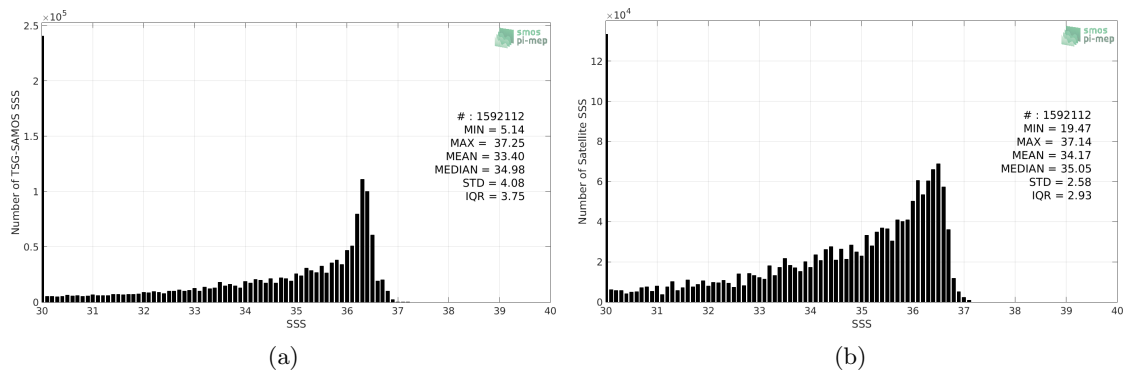 ×10⁵
2.5
2
1.5
1
0.5
0
Number of TSG-SAMOS SSS
30 31 32 33 34 35 36 37 38 39 40
SSS
smos
pi-mep
# : 1592112
MIN = 5.14
MAX = 37.25
MEAN = 33.40
MEDIAN = 34.98
STD = 4.08
IQR = 3.75
(a)
×10⁴
12
10
8
6
4
2
0
Number of Satellite SSS
30 31 32 33 34 35 36 37 38 39 40
SSS
smos
pi-mep
# : 1592112
MIN = 19.47
MAX = 37.14
MEAN = 34.17
MEDIAN = 35.05
STD = 2.58
IQR = 2.93
(b)